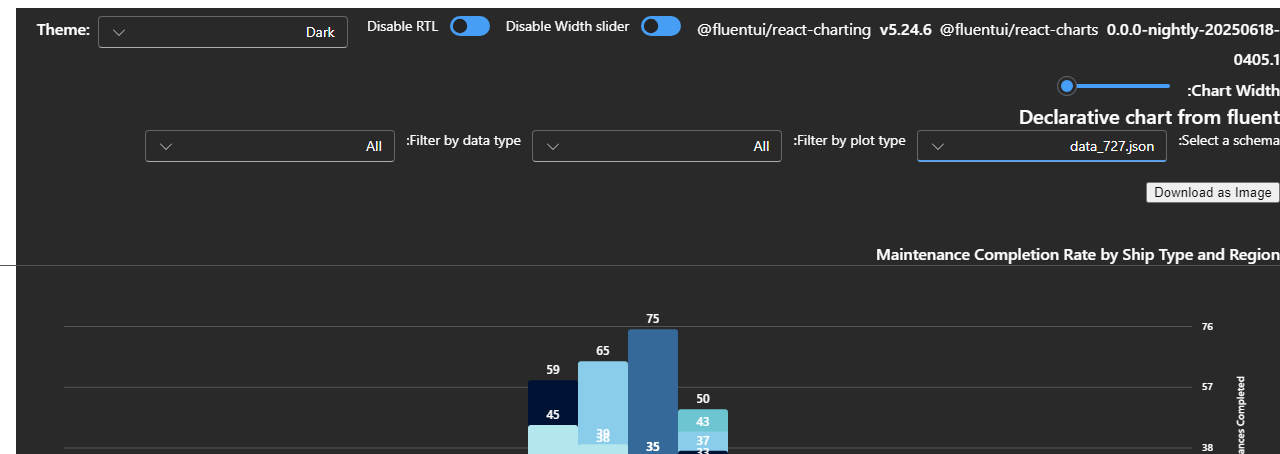 Theme:
Dark
Disable RTL
Disable Width slider
@fluentui/react-charting v5.24.6 @fluentui/react-charts 0.0.0-nightly-20250618-
0405.1
:Chart Width
Declarative chart from fluent
:Select a schema
data_727.json
:Filter by plot type
All
:Filter by data type
All
Download as Image
Maintenance Completion Rate by Ship Type and Region
75
76
65
59
57
50
45
43
39
38
37
35
38
33